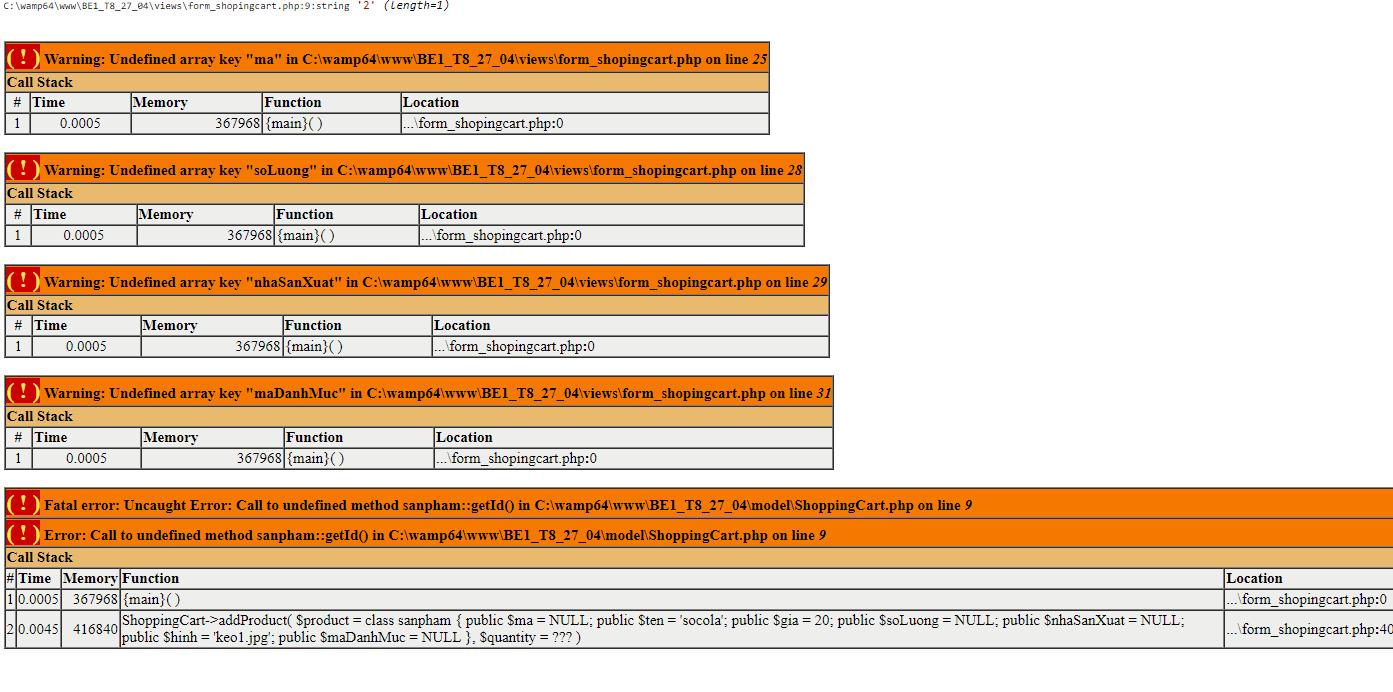 C:\wamp64\www\BE1_T8_27_04\views\form_shopingcart.php:9:string '2' (length=1)
( ! ) Warning: Undefined array key "ma" in C:\wamp64\www\BE1_T8_27_04\views\form_shopingcart.php on line 25
Call Stack
# Time Memory Function Location
1 0.0005 367968 {main}( ) ...\form_shopingcart.php:0
( ! ) Warning: Undefined array key "soLuong" in C:\wamp64\www\BE1_T8_27_04\views\form_shopingcart.php on line 28
Call Stack
# Time Memory Function Location
1 0.0005 367968 {main}( ) ...\form_shopingcart.php:0
( ! ) Warning: Undefined array key "nhaSanXuat" in C:\wamp64\www\BE1_T8_27_04\views\form_shopingcart.php on line 29
Call Stack
# Time Memory Function Location
1 0.0005 367968 {main}( ) ...\form_shopingcart.php:0
( ! ) Warning: Undefined array key "maDanhMuc" in C:\wamp64\www\BE1_T8_27_04\views\form_shopingcart.php on line 31
Call Stack
# Time Memory Function Location
1 0.0005 367968 {main}( ) ...\form_shopingcart.php:0
( ! ) Fatal error: Uncaught Error: Call to undefined method sanpham::getId() in C:\wamp64\www\BE1_T8_27_04\model\ShoppingCart.php on line 9
( ! ) Error: Call to undefined method sanpham::getId() in C:\wamp64\www\BE1_T8_27_04\model\ShoppingCart.php on line 9
Call Stack
# Time Memory Function Location
1 0.0005 367968 {main}( ) ...\form_shopingcart.php:0
2 0.0045 416840 ShoppingCart->addProduct( $product = class sanpham { public $ma = NULL; public $ten = 'socola'; public $gia = 20; public $soLuong = NULL; public $nhaSanXuat = NULL;
public $hinh = 'keo1.jpg'; public $maDanhMuc = NULL }, $quantity = ??? ) ...\form_shopingcart.php:40